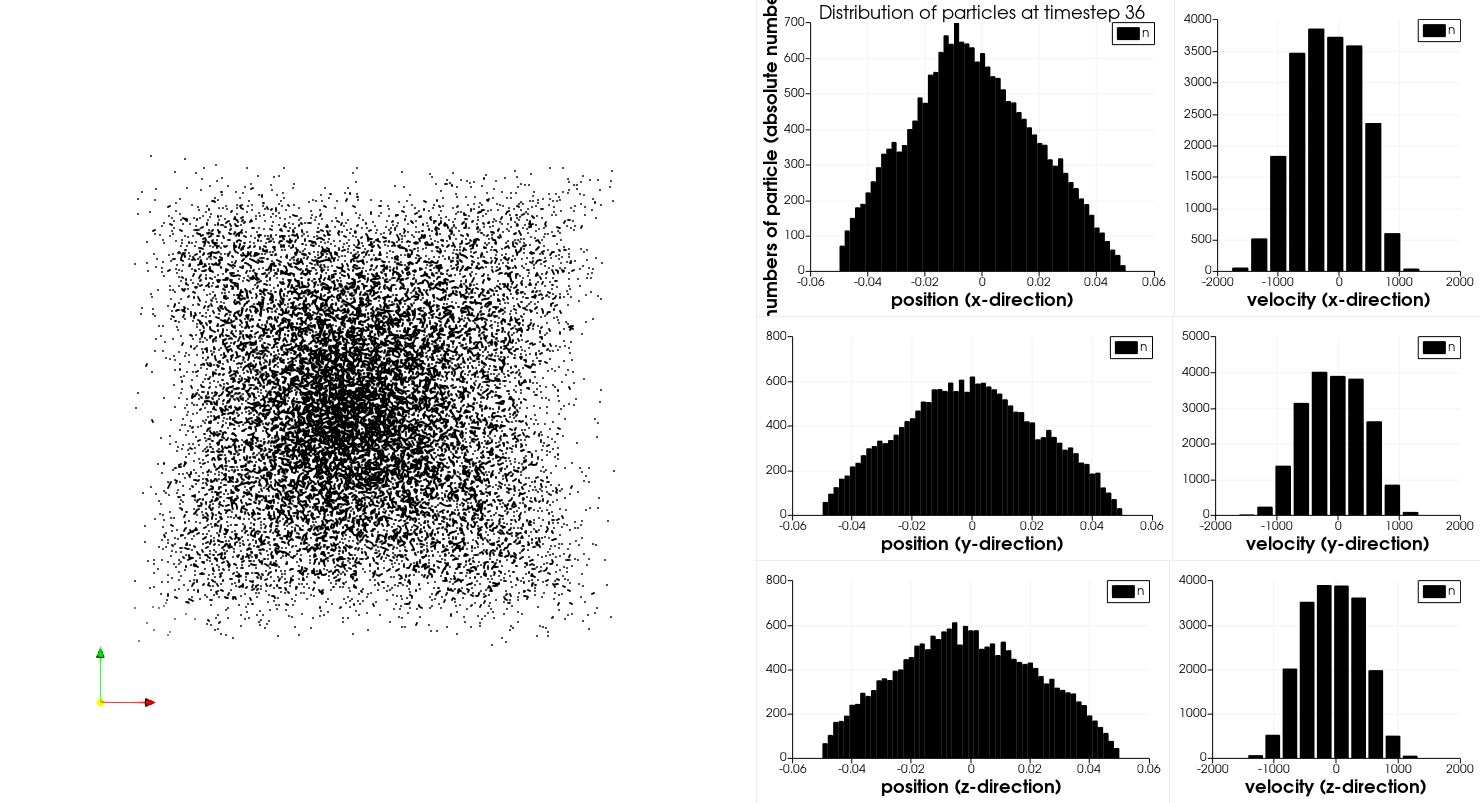 Distribution of particles at timestep 36
numbers of particle (absolute numbe
700
600
500
400
300
200
100
0
-0.06 -0.04 -0.02 0 0.02 0.04 0.06
position (x-direction)
n
4000
3500
3000
2500
2000
1500
1000
500
0
-2000 -1000 0 1000 2000
velocity (x-direction)
n
800
600
400
200
0
-0.06 -0.04 -0.02 0 0.02 0.04 0.06
position (y-direction)
n
5000
4000
3000
2000
1000
0
-2000 -1000 0 1000 2000
velocity (y-direction)
n
800
600
400
200
0
-0.06 -0.04 -0.02 0 0.02 0.04 0.06
position (z-direction)
n
4000
3000
2000
1000
0
-2000 -1000 0 1000 2000
velocity (z-direction)
n